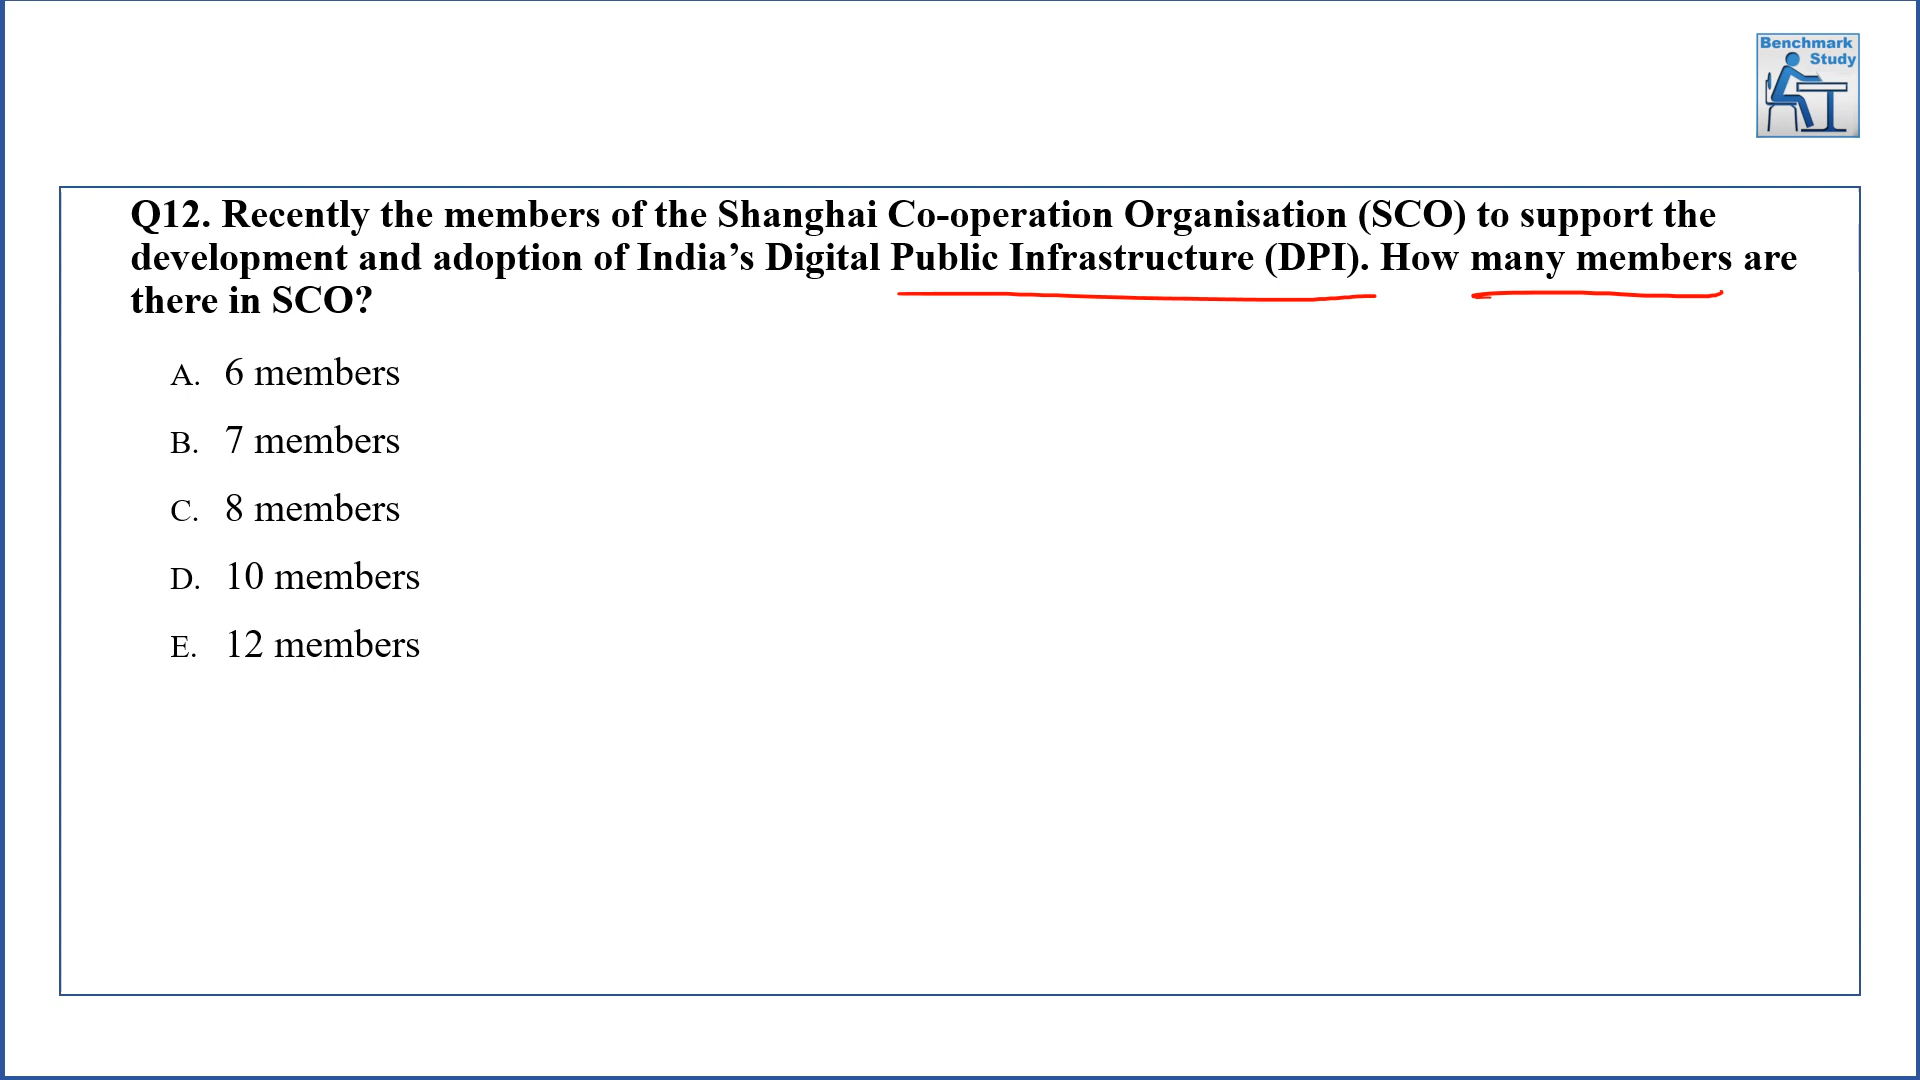 Benchmark
Study
Q12. Recently the members of the Shanghai Co-operation Organisation (SCO) to support the
development and adoption of India’s Digital Public Infrastructure (DPI). How many members are
there in SCO?
A. 6 members
B. 7 members
C. 8 members
D. 10 members
E. 12 members